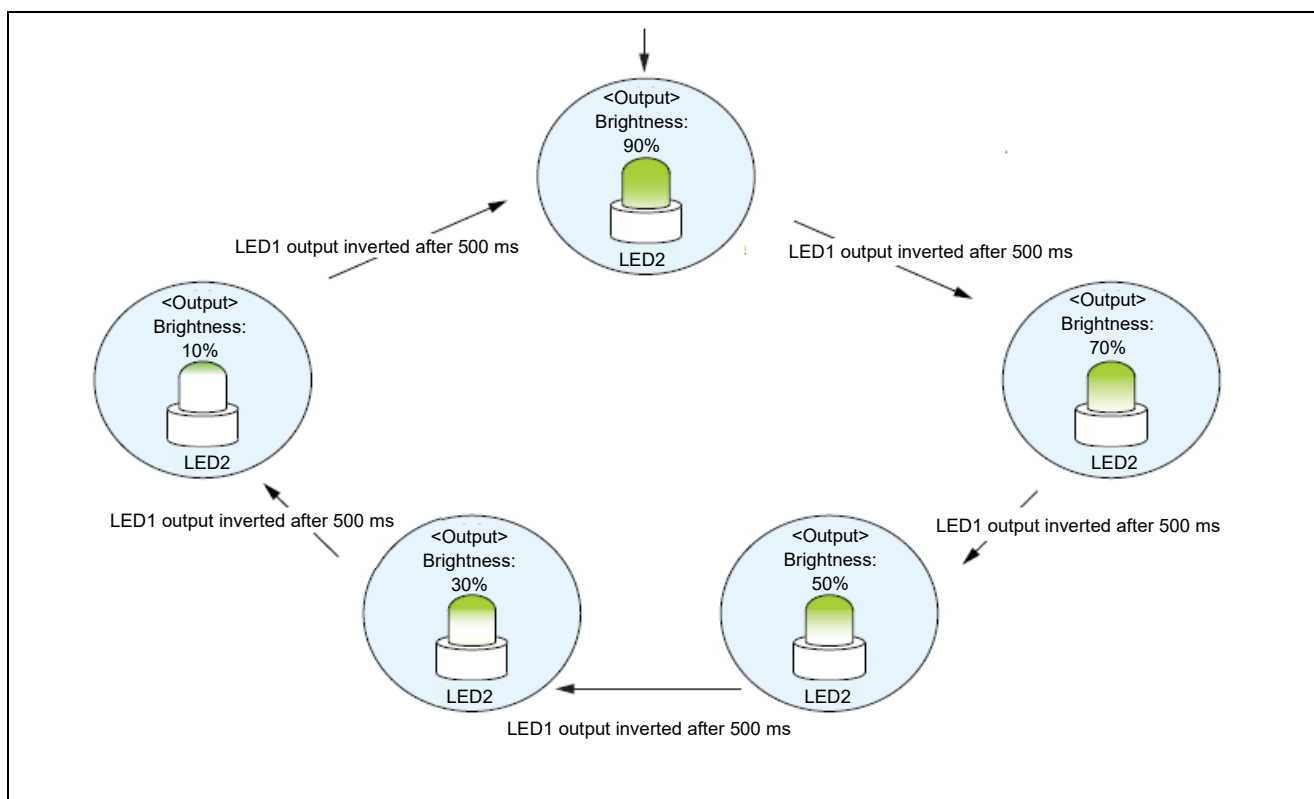 <Output>
Brightness:
90%
LED2
LED1 output inverted after 500 ms
<Output>
Brightness:
70%
LED2
LED1 output inverted after 500 ms
<Output>
Brightness:
50%
LED2
LED1 output inverted after 500 ms
<Output>
Brightness:
30%
LED2
LED1 output inverted after 500 ms
<Output>
Brightness:
10%
LED2
LED1 output inverted after 500 ms